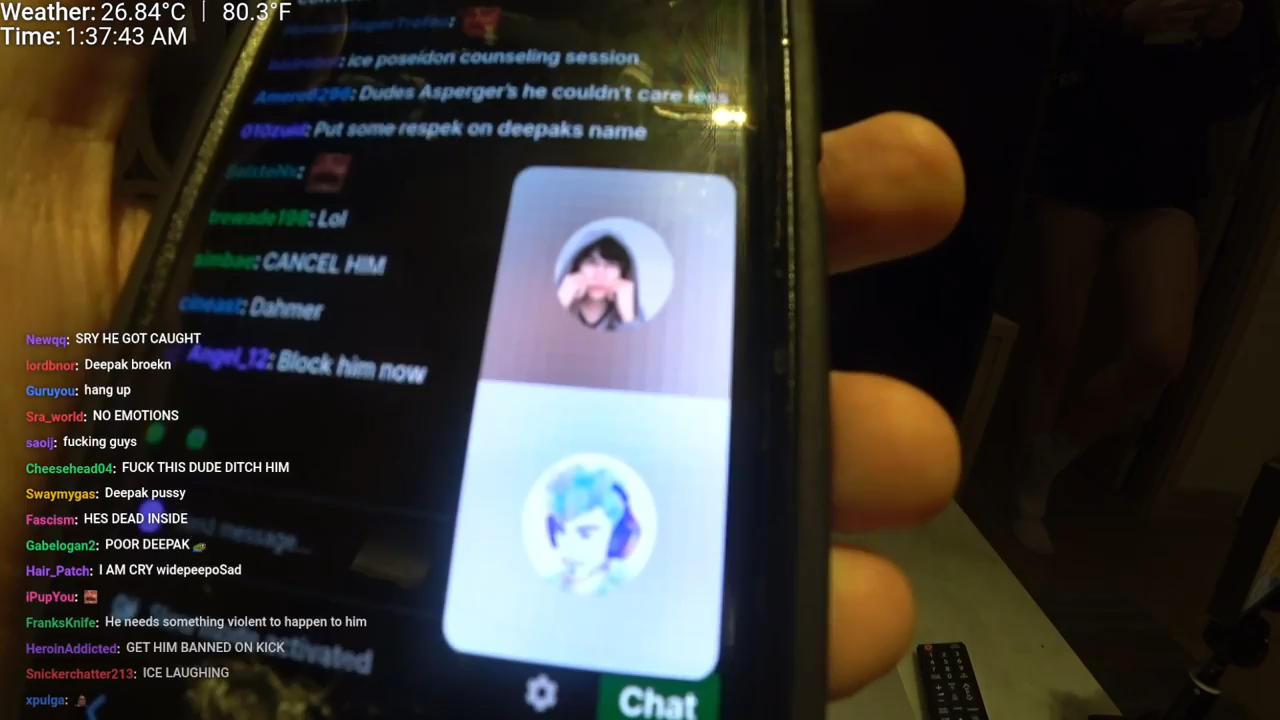 Weather: 26.84°C | 80.3°F
Time: 1:37:43 AM
ice poseidon counseling session
Dudes Asperger's he couldn't care less
Put some respek on deepaks name
trewade198: Lol
CANCEL HIM
cineast: Dahmer
Angel_12: Block him now
message...
Chat
Newqq: SRY HE GOT CAUGHT
lordbnor: Deepak broekn
Guruyou: hang up
Sra_world: NO EMOTIONS
saoij: fucking guys
Cheesehead04: FUCK THIS DUDE DITCH HIM
Swaymygas: Deepak pussy
Fascism: HES DEAD INSIDE
Gabelogan2: POOR DEEPAK
Hair_Patch: I AM CRY widepeepoSad
iPupYou:
FranksKnife: He needs something violent to happen to him
HeroinAddicted: GET HIM BANNED ON KICK
Snickerchatter213: ICE LAUGHING
xpulga: